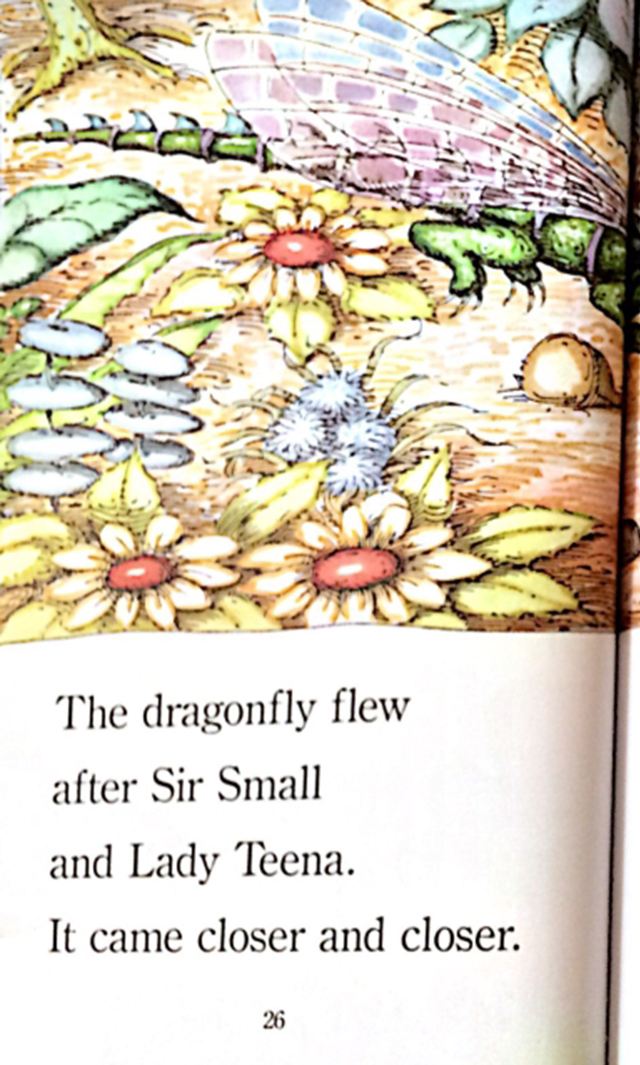 The dragonfly flew
after Sir Small
and Lady Teena.
It came closer and closer.
26